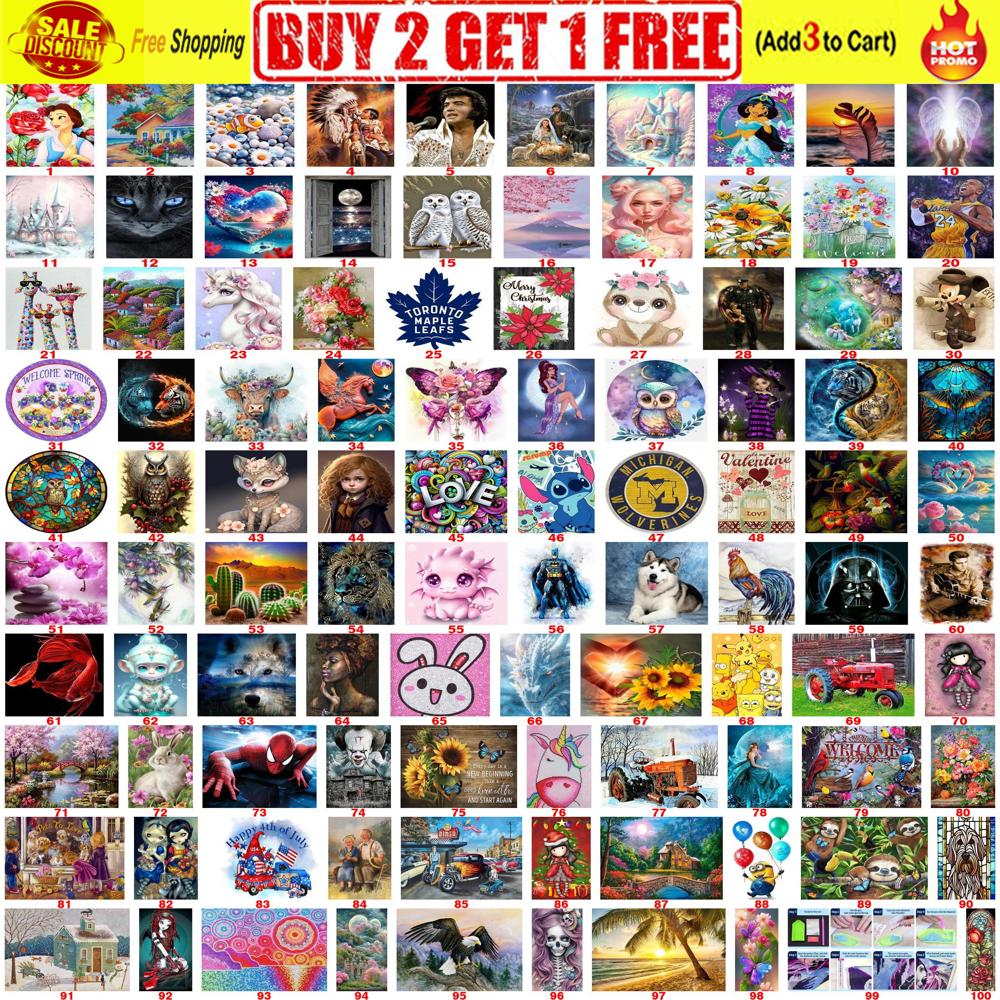 SALE
DISCOUNT
Free Shopping
BUY 2 GET 1 FREE
(Add 3 to Cart)
HOT
PROMO
1 2 3 4 5 6 7 8 9 10
24
11 12 13 14 15 16 17 18 19 20
TORONTO
MAPLE
LEAFS
Merry
Christmas
21 22 23 24 25 26 27 28 29 30
WELCOME SPRING
31 32 33 34 35 36 37 38 39 40
LOVE
MICHIGAN
M
WOLVERINES
Valentine
LOVE
41 42 43 44 45 46 47 48 49 50
51 52 53 54 55 56 57 58 59 60
61 62 63 64 65 66 67 68 69 70
NEW BEGINNING
AND START AGAIN
WELCOME
71 72 73 74 75 76 77 78 79 80
Happy 4th of July
DINER
81 82 83 84 85 86 87 88 89 90
91 92 93 94 95 96 97 98 99 100